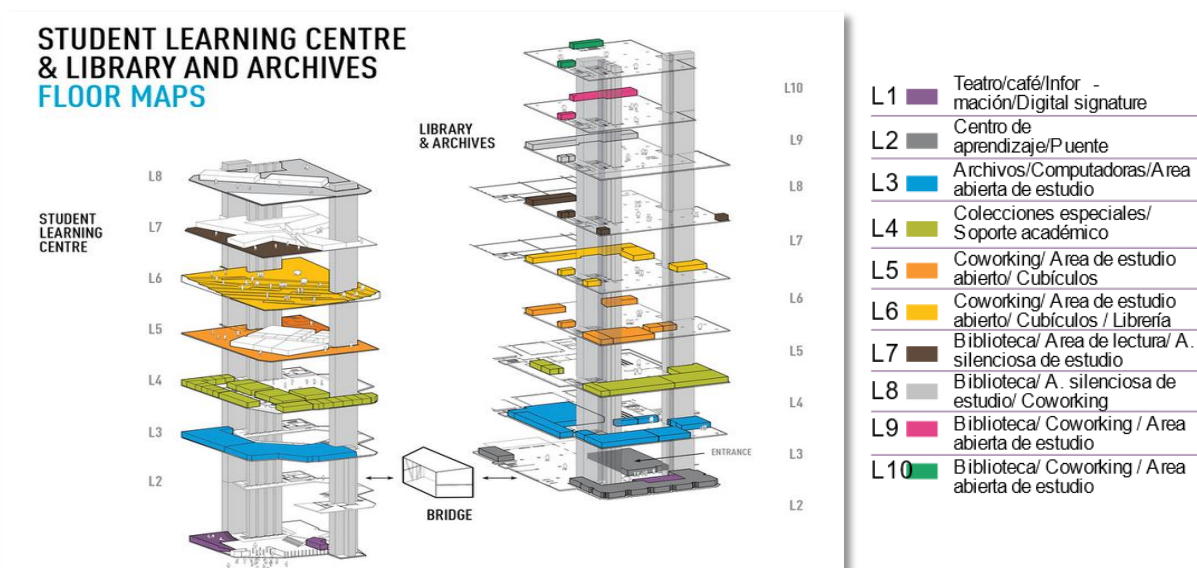 STUDENT LEARNING CENTRE
& LIBRARY AND ARCHIVES
FLOOR MAPS
STUDENT
LEARNING
CENTRE
L8
L7
L6
L5
L4
L3
L2
LIBRARY
& ARCHIVES
L10
L9
L8
L7
L6
L5
L4
L3
L2
ENTRANCE
BRIDGE
L1 Teatro/café/Infor -
mación/Digital signature
L2 Centro de
aprendizaje/Puente
L3 Archivos/Computadoras/Area
abierta de estudio
L4 Colecciones especiales/
Soporte académico
L5 Coworking/ Area de estudio
abierto/ Cubículos
L6 Coworking/ Area de estudio
abierto/ Cubículos / Librería
L7 Biblioteca/ Area de lectura/ A.
silenciosa de estudio
L8 Biblioteca/ A. silenciosa de
estudio/ Coworking
L9 Biblioteca/ Coworking / Area
abierta de estudio
L10 Biblioteca/ Coworking / Area
abierta de estudio